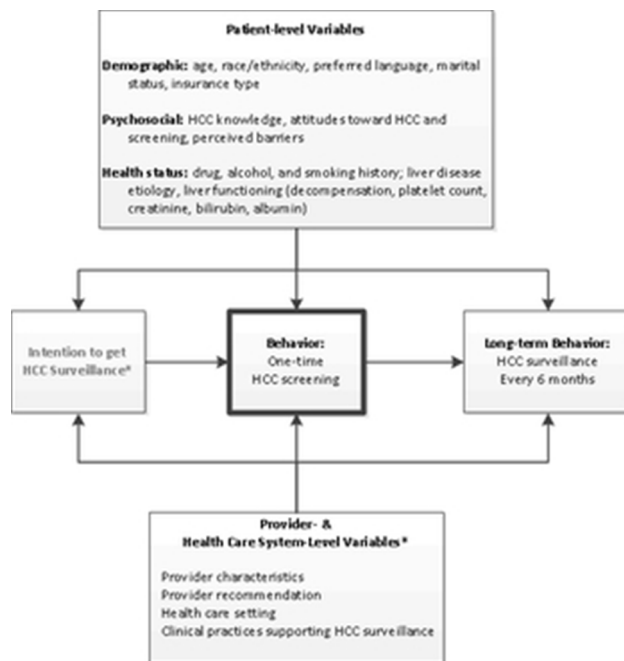 Patient-level Variables
Demographic: age, race/ethnicity, preferred language, marital
status, insurance type
Psychosocial: HCC knowledge, attitudes toward HCC and
screening, perceived barriers
Health status: drug, alcohol, and smoking history; liver disease
etiology, liver functioning (decompensation, platelet count,
creatinine, bilirubin, albumin)
Intention to get
HCC Surveillance*
Behavior:
One-time
HCC screening
Long-term Behavior:
HCC surveillance
Every 6 months
Provider- &
Health Care System-Level Variables*
Provider characteristics
Provider recommendation
Health care setting
Clinical practices supporting HCC surveillance